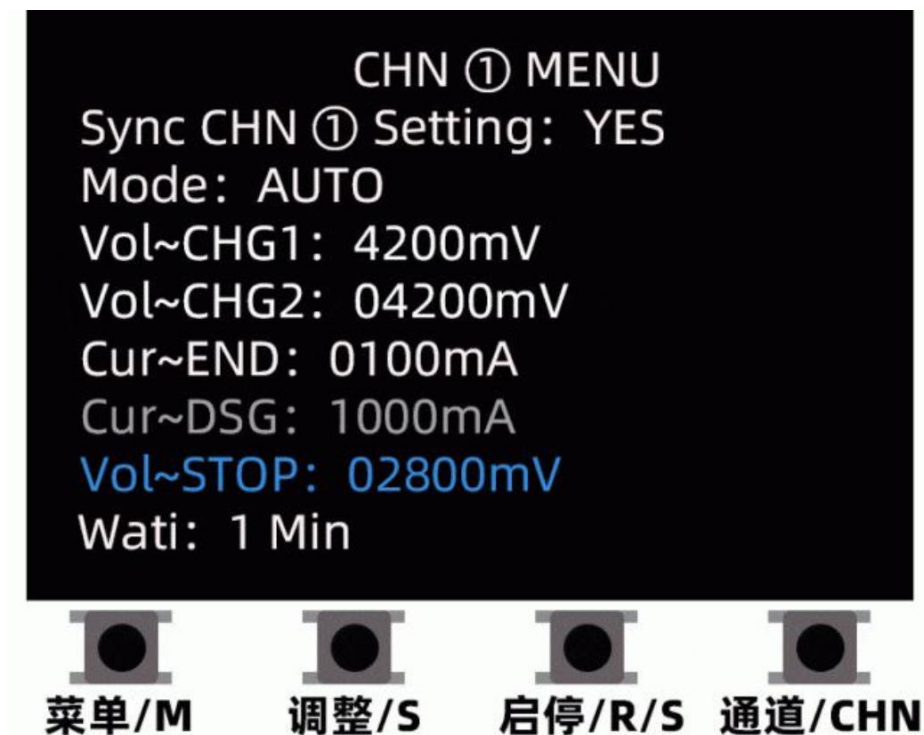 CHN ① MENU
Sync CHN ① Setting：YES
Mode：AUTO
Vol~CHG1：4200mV
Vol~CHG2：04200mV
Cur~END：0100mA
Cur~DSG：1000mA
Vol~STOP：02800mV
Wati：1 Min
菜单/M 调整/S 启停/R/S 通道/CHN